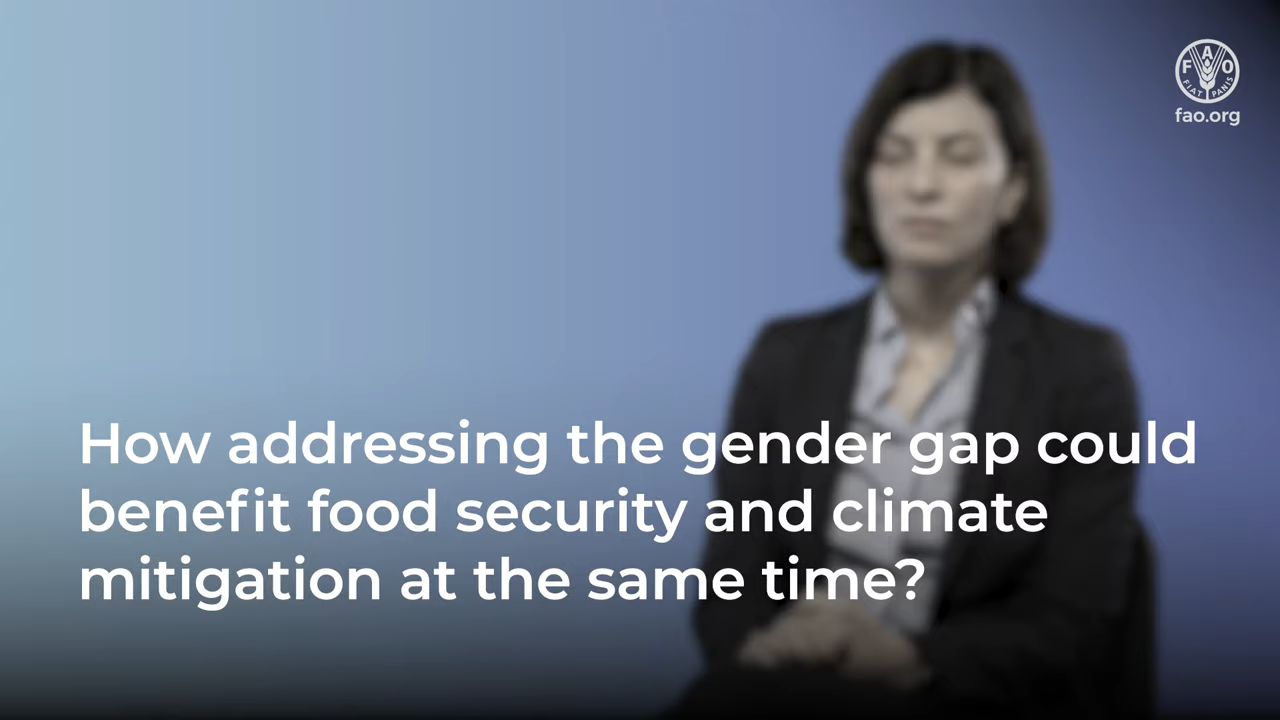 F A O
FIAT PANIS
fao.org
How addressing the gender gap could
benefit food security and climate
mitigation at the same time?